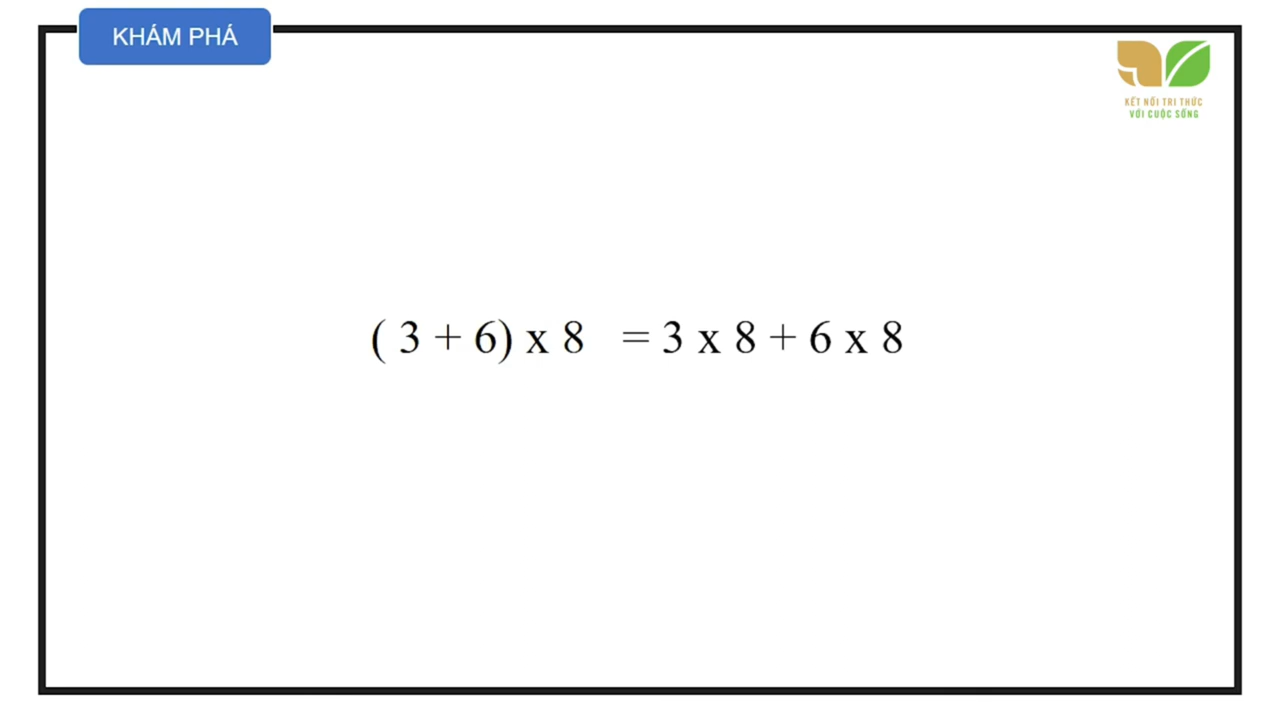 KHÁM PHÁ
KẾT NỐI TRI THỨC
VỚI CUỘC SỐNG
( 3 + 6) x 8 = 3 x 8 + 6 x 8